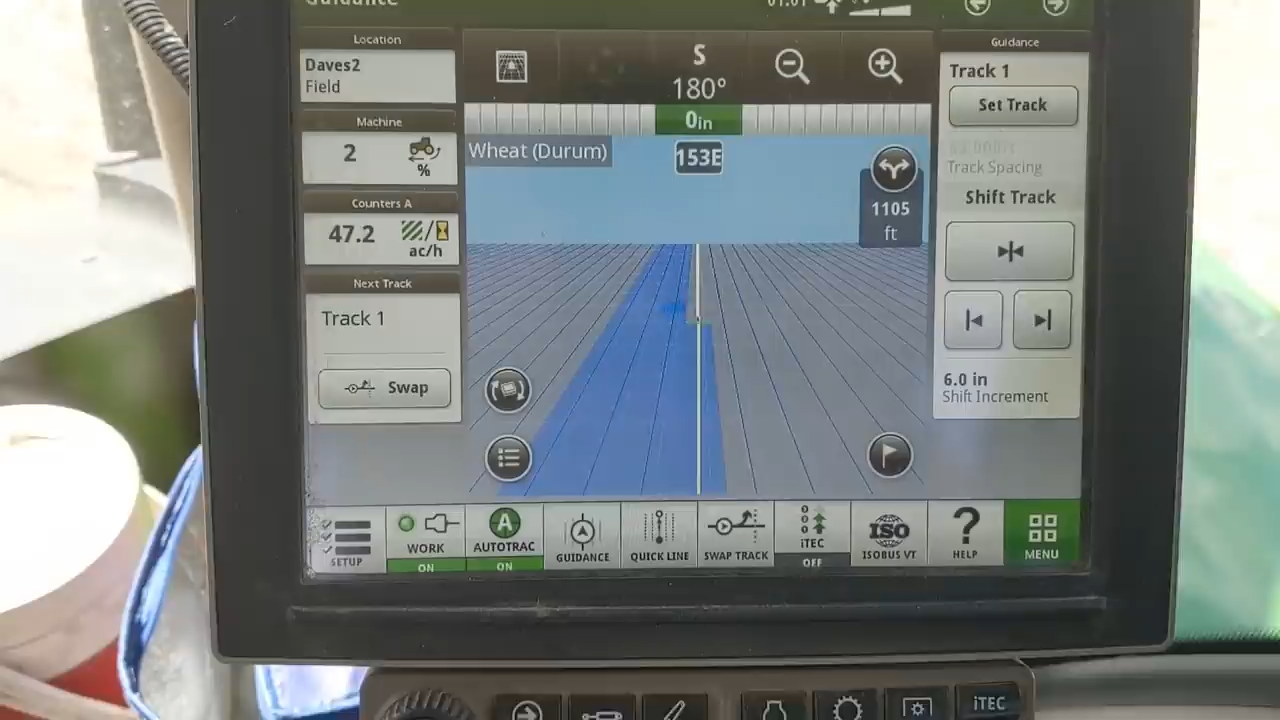 Guidance
Location
Daves2
Field
Machine
2
%
Counters A
47.2
ac/h
Next Track
Track 1
Swap
S
180°
0in
Wheat (Durum)
153E
1105
ft
Guidance
Track 1
Set Track
Track Spacing
Shift Track
6.0 in
Shift Increment
SETUP
WORK
ON
A
AUTOTRAC
ON
GUIDANCE
QUICK LINE
SWAP TRACK
iTEC
OFF
ISO
ISOBUS VT
?
HELP
MENU
iTEC